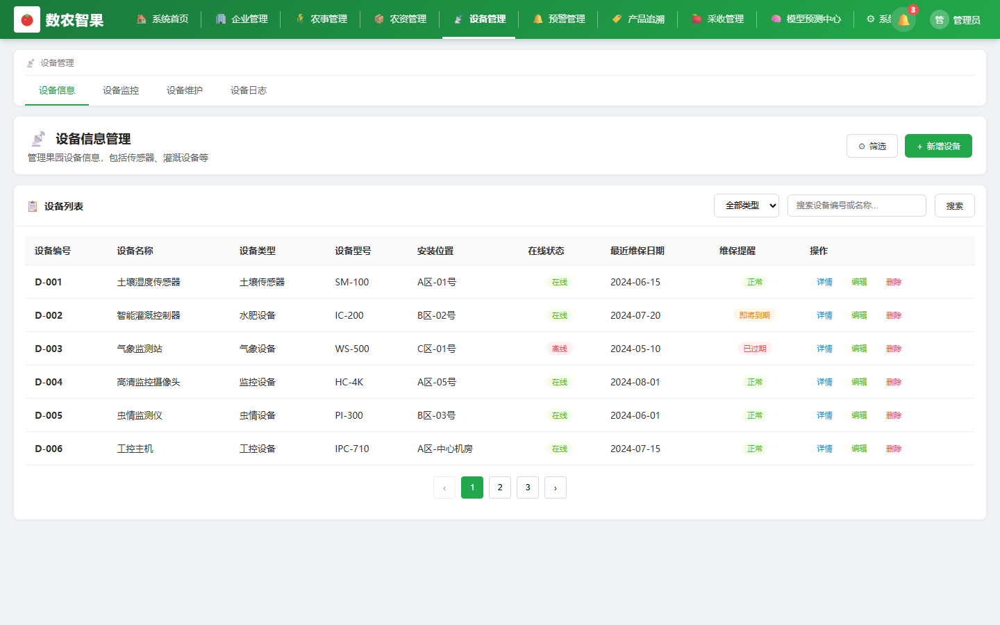 数农智果
系统首页
企业管理
农事管理
农资管理
设备管理
预警管理
产品追溯
采收管理
模型预测中心
3
管
管理员
设备管理
设备信息
设备监控
设备维护
设备日志
设备信息管理
管理果园设备信息，包括传感器、灌溉设备等
筛选
+ 新增设备
设备列表
全部类型
搜索设备编号或名称...
搜索
设备编号 设备名称 设备类型 设备型号 安装位置 在线状态 最近维保日期 维保提醒 操作
D-001 土壤湿度传感器 土壤传感器 SM-100 A区-01号 在线 2024-06-15 正常 详情 编辑 删除
D-002 智能灌溉控制器 水肥设备 IC-200 B区-02号 在线 2024-07-20 即将到期 详情 编辑 删除
D-003 气象监测站 气象设备 WS-500 C区-01号 离线 2024-05-10 已过期 详情 编辑 删除
D-004 高清监控摄像头 监控设备 HC-4K A区-05号 在线 2024-08-01 正常 详情 编辑 删除
D-005 虫情监测仪 虫情设备 PI-300 B区-03号 在线 2024-06-01 正常 详情 编辑 删除
D-006 工控主机 工控设备 IPC-710 A区-中心机房 在线 2024-07-15 正常 详情 编辑 删除
‹ 1 2 3 ›